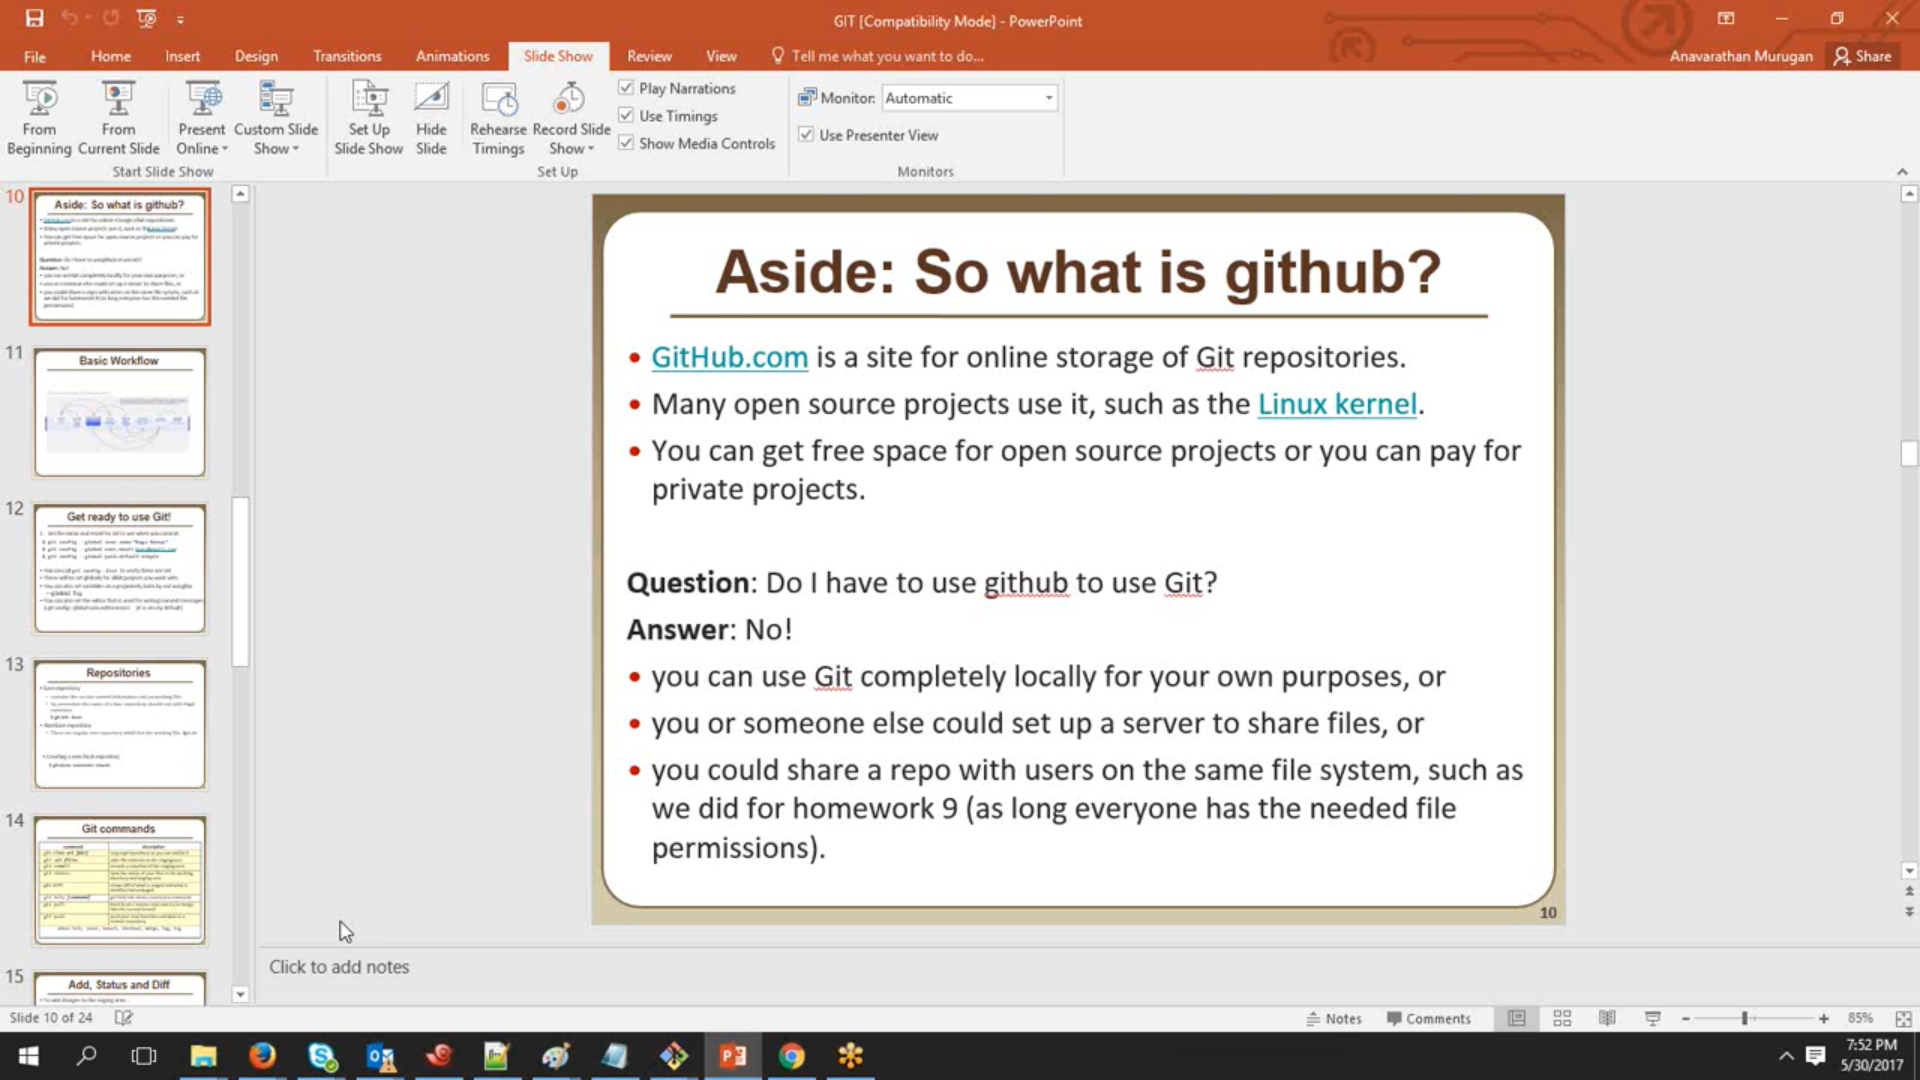 GIT [Compatibility Mode] - PowerPoint
File Home Insert Design Transitions Animations Slide Show Review View Tell me what you want to do... Anavarathan Murugan Share
From Beginning
From Current Slide
Present Online
Custom Slide Show
Set Up Slide Show
Hide Slide
Rehearse Timings
Record Slide Show
Play Narrations
Use Timings
Show Media Controls
Monitor: Automatic
Use Presenter View
Start Slide Show Set Up Monitors
10
Aside: So what is github?
11
Basic Workflow
12
Get ready to use Git!
13
Repositories
14
Git commands
15
Add, Status and Diff
Aside: So what is github?
• GitHub.com is a site for online storage of Git repositories.
• Many open source projects use it, such as the Linux kernel.
• You can get free space for open source projects or you can pay for
private projects.
Question: Do I have to use github to use Git?
Answer: No!
• you can use Git completely locally for your own purposes, or
• you or someone else could set up a server to share files, or
• you could share a repo with users on the same file system, such as
we did for homework 9 (as long everyone has the needed file
permissions).
10
Click to add notes
Slide 10 of 24 Notes Comments 85%
7:52 PM
5/30/2017